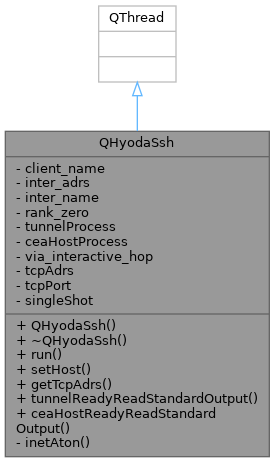 QThread
QHyodaSsh
- client_name
- inter_adrs
- inter_name
- rank_zero
- tunnelProcess
- ceaHostProcess
- via_interactive_hop
- tcpAdrs
- tcpPort
- singleShot
+ QHyodaSsh()
+ ~QHyodaSsh()
+ run()
+ setHost()
+ getTcpAdrs()
+ tunnelReadyReadStandardOutput()
+ ceaHostReadyReadStandard
Output()
- inetAton()